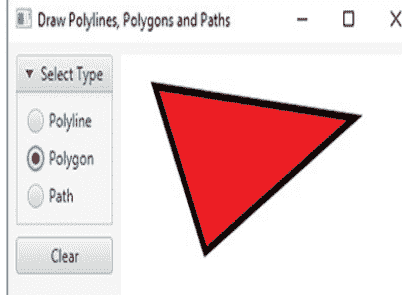 Draw Polylines, Polygons and Paths
Select Type
Polyline
Polygon
Path
Clear